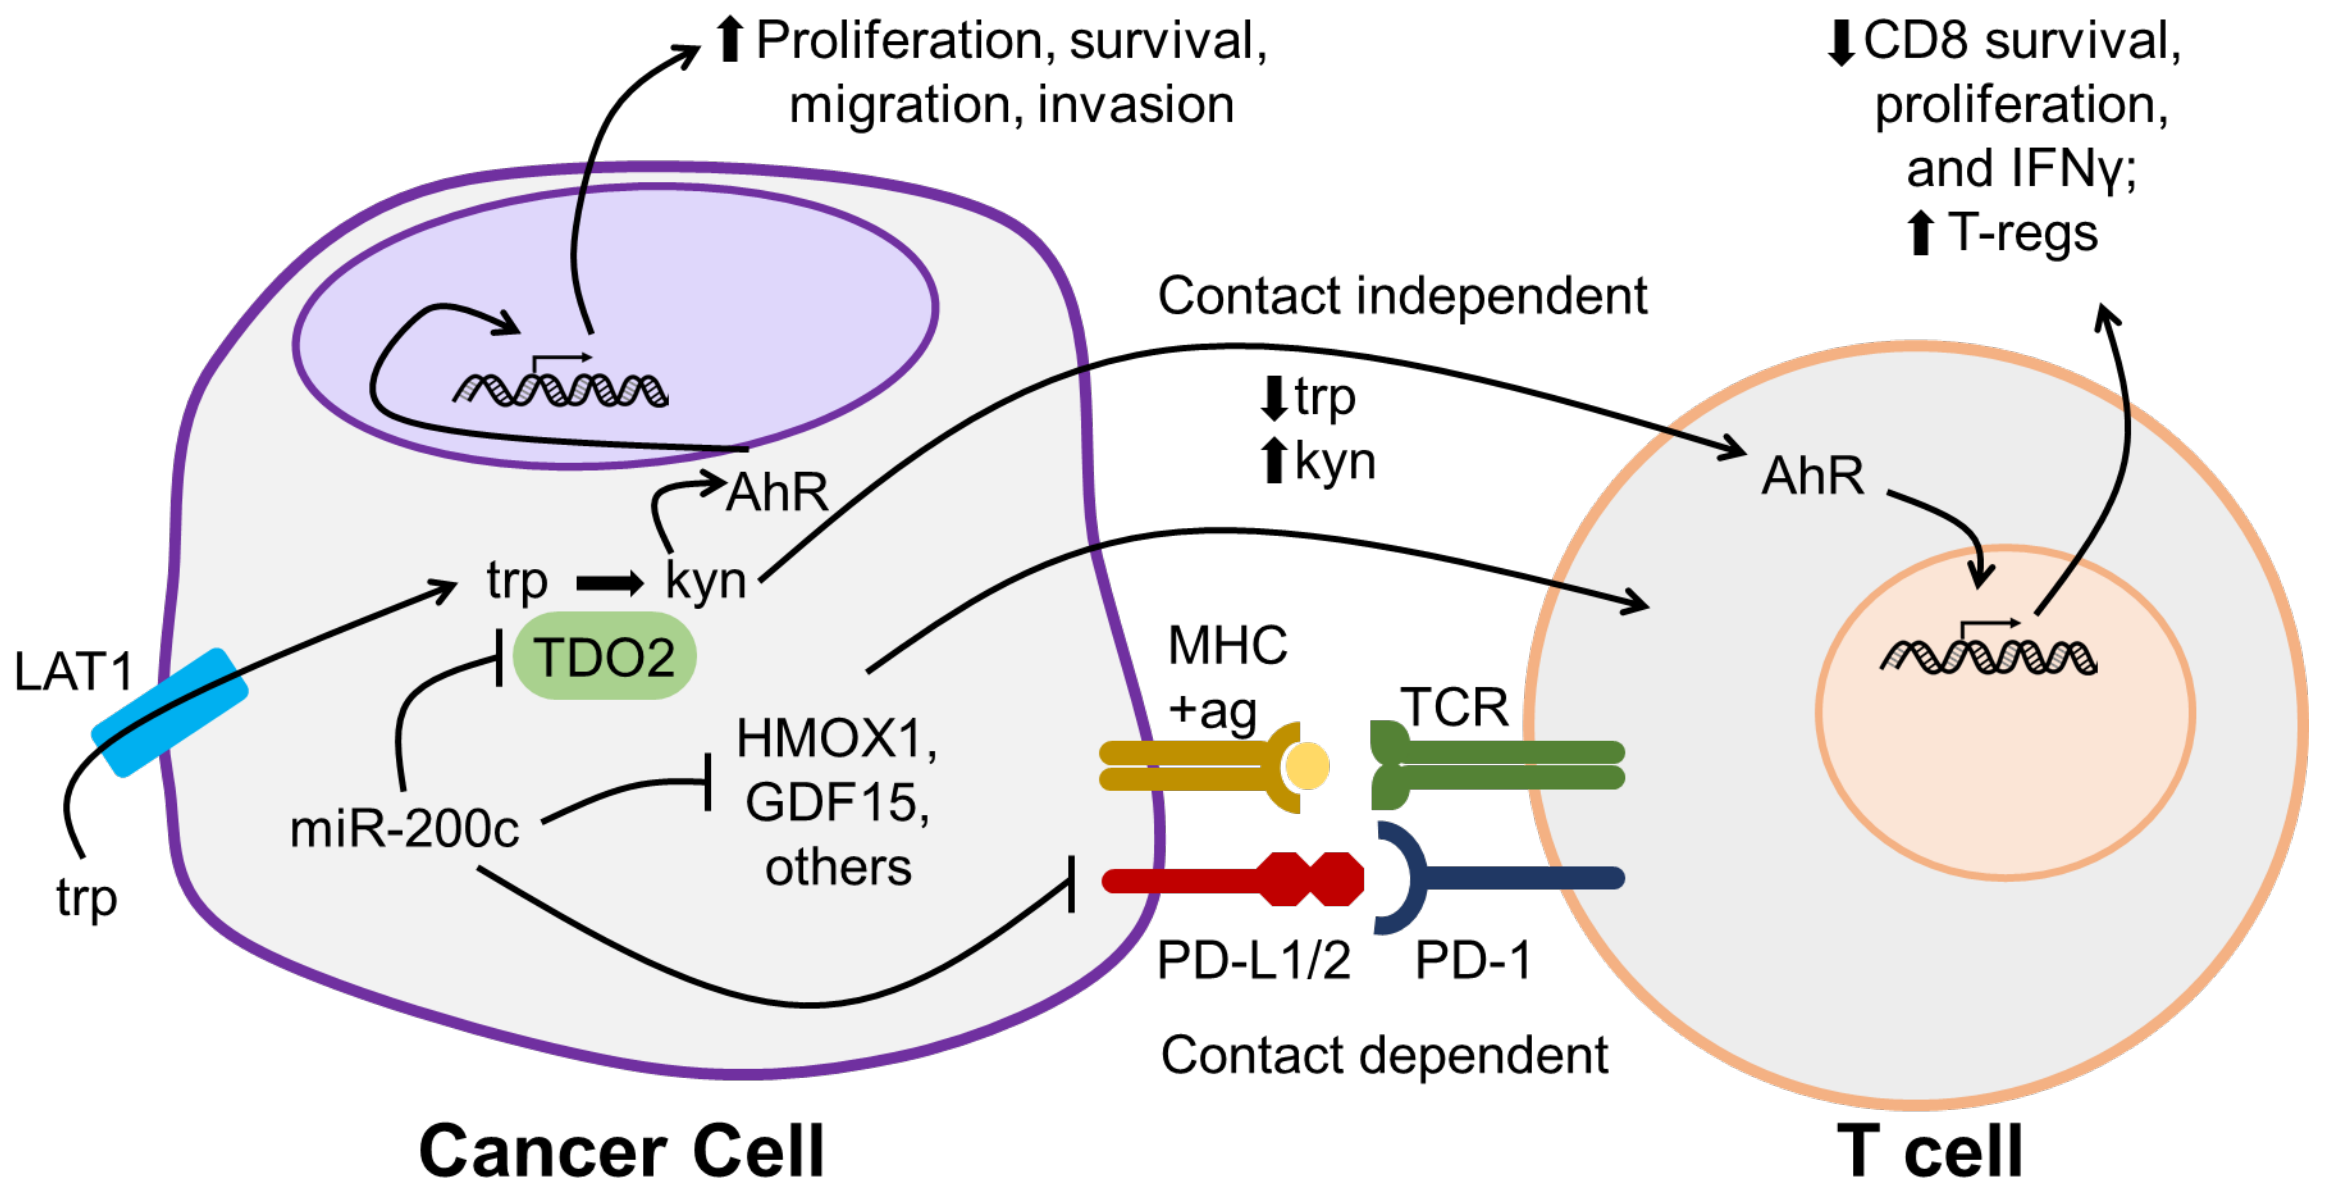 Proliferation, survival,
migration, invasion
CD8 survival,
proliferation,
and IFNγ;
T-regs
Contact independent
trp
kyn
AhR
AhR
trp
kyn
TDO2
LAT1
trp
miR-200c
HMOX1,
GDF15,
others
MHC
+ag
TCR
PD-L1/2
PD-1
Contact dependent
Cancer Cell
T cell